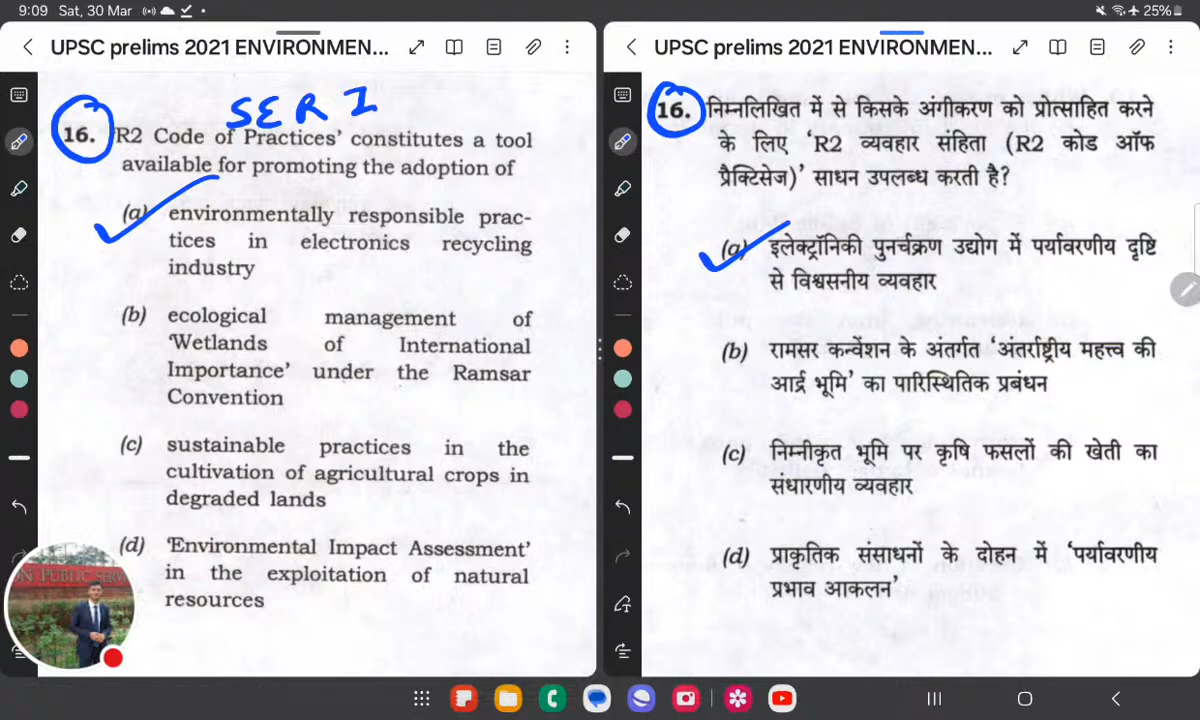 9:09 Sat, 30 Mar
25%
UPSC prelims 2021 ENVIRONMEN...
SERI
16. R2 Code of Practices' constitutes a tool
available for promoting the adoption of
(a) environmentally responsible prac-
tices in electronics recycling
industry
(b) ecological management of
'Wetlands of International
Importance' under the Ramsar
Convention
(c) sustainable practices in the
cultivation of agricultural crops in
degraded lands
(d) 'Environmental Impact Assessment'
in the exploitation of natural
resources
ON PUBLIC SERVI
UPSC prelims 2021 ENVIRONMEN...
16. निम्नलिखित में से किसके अंगीकरण को प्रोत्साहित करने
के लिए 'R2 व्यवहार संहिता (R2 कोड ऑफ
प्रैक्टिसेज)' साधन उपलब्ध करती है?
(a) इलेक्ट्रॉनिकी पुनर्चक्रण उद्योग में पर्यावरणीय दृष्टि
से विश्वसनीय व्यवहार
(b) रामसर कन्वेंशन के अंतर्गत 'अंतर्राष्ट्रीय महत्त्व की
आर्द्र भूमि' का पारिस्थितिक प्रबंधन
(c) निम्नीकृत भूमि पर कृषि फसलों की खेती का
संधारणीय व्यवहार
(d) प्राकृतिक संसाधनों के दोहन में 'पर्यावरणीय
प्रभाव आकलन'